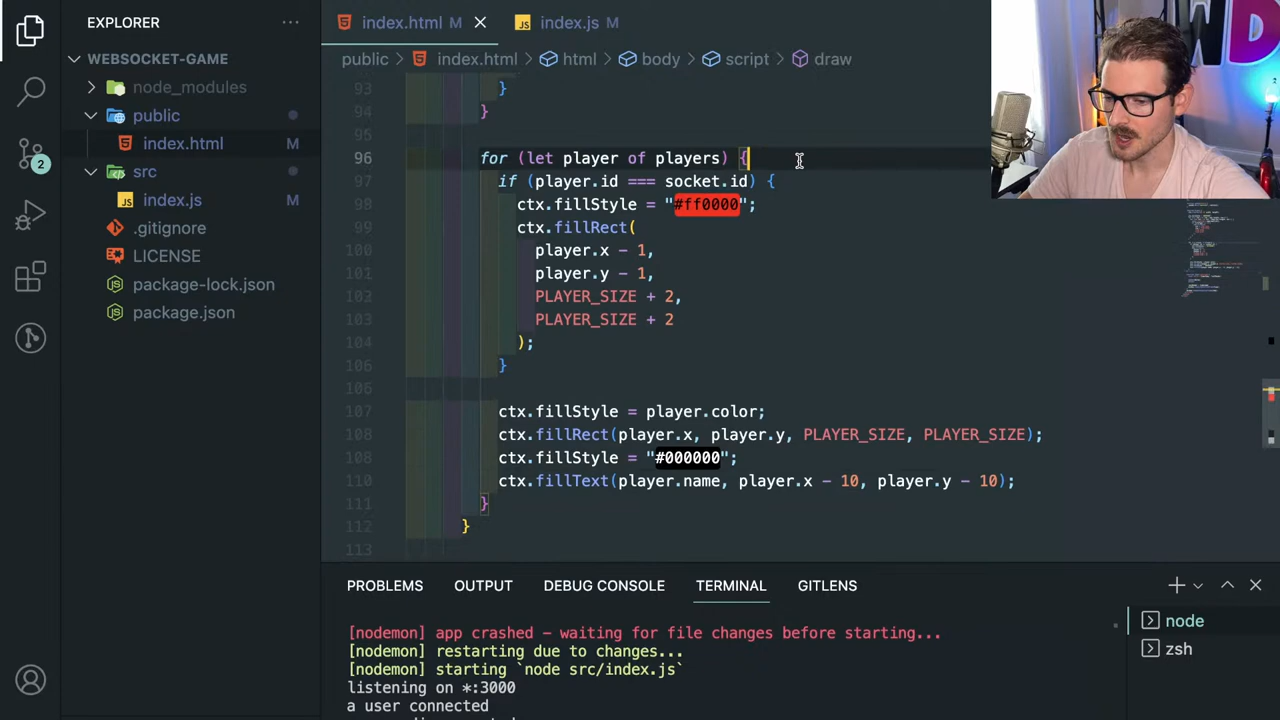 EXPLORER
index.html M
JS index.js M
WEBSOCKET-GAME
public > index.html > html > body > script > draw
node_modules
public
index.html M
src
JS index.js M
.gitignore
LICENSE
package-lock.json
package.json
2
93 }
94 }
95
96 for (let player of players) {
97 if (player.id === socket.id) {
98 ctx.fillStyle = "#ff0000";
99 ctx.fillRect(
100 player.x - 1,
101 player.y - 1,
102 PLAYER_SIZE + 2,
103 PLAYER_SIZE + 2
104 );
106 }
106
107 ctx.fillStyle = player.color;
108 ctx.fillRect(player.x, player.y, PLAYER_SIZE, PLAYER_SIZE);
108 ctx.fillStyle = "#000000";
110 ctx.fillText(player.name, player.x - 10, player.y - 10);
111 }
112 }
113
PROBLEMS OUTPUT DEBUG CONSOLE TERMINAL GITLENS
[nodemon] app crashed - waiting for file changes before starting...
[nodemon] restarting due to changes...
[nodemon] starting `node src/index.js`
listening on *:3000
a user connected
node
zsh